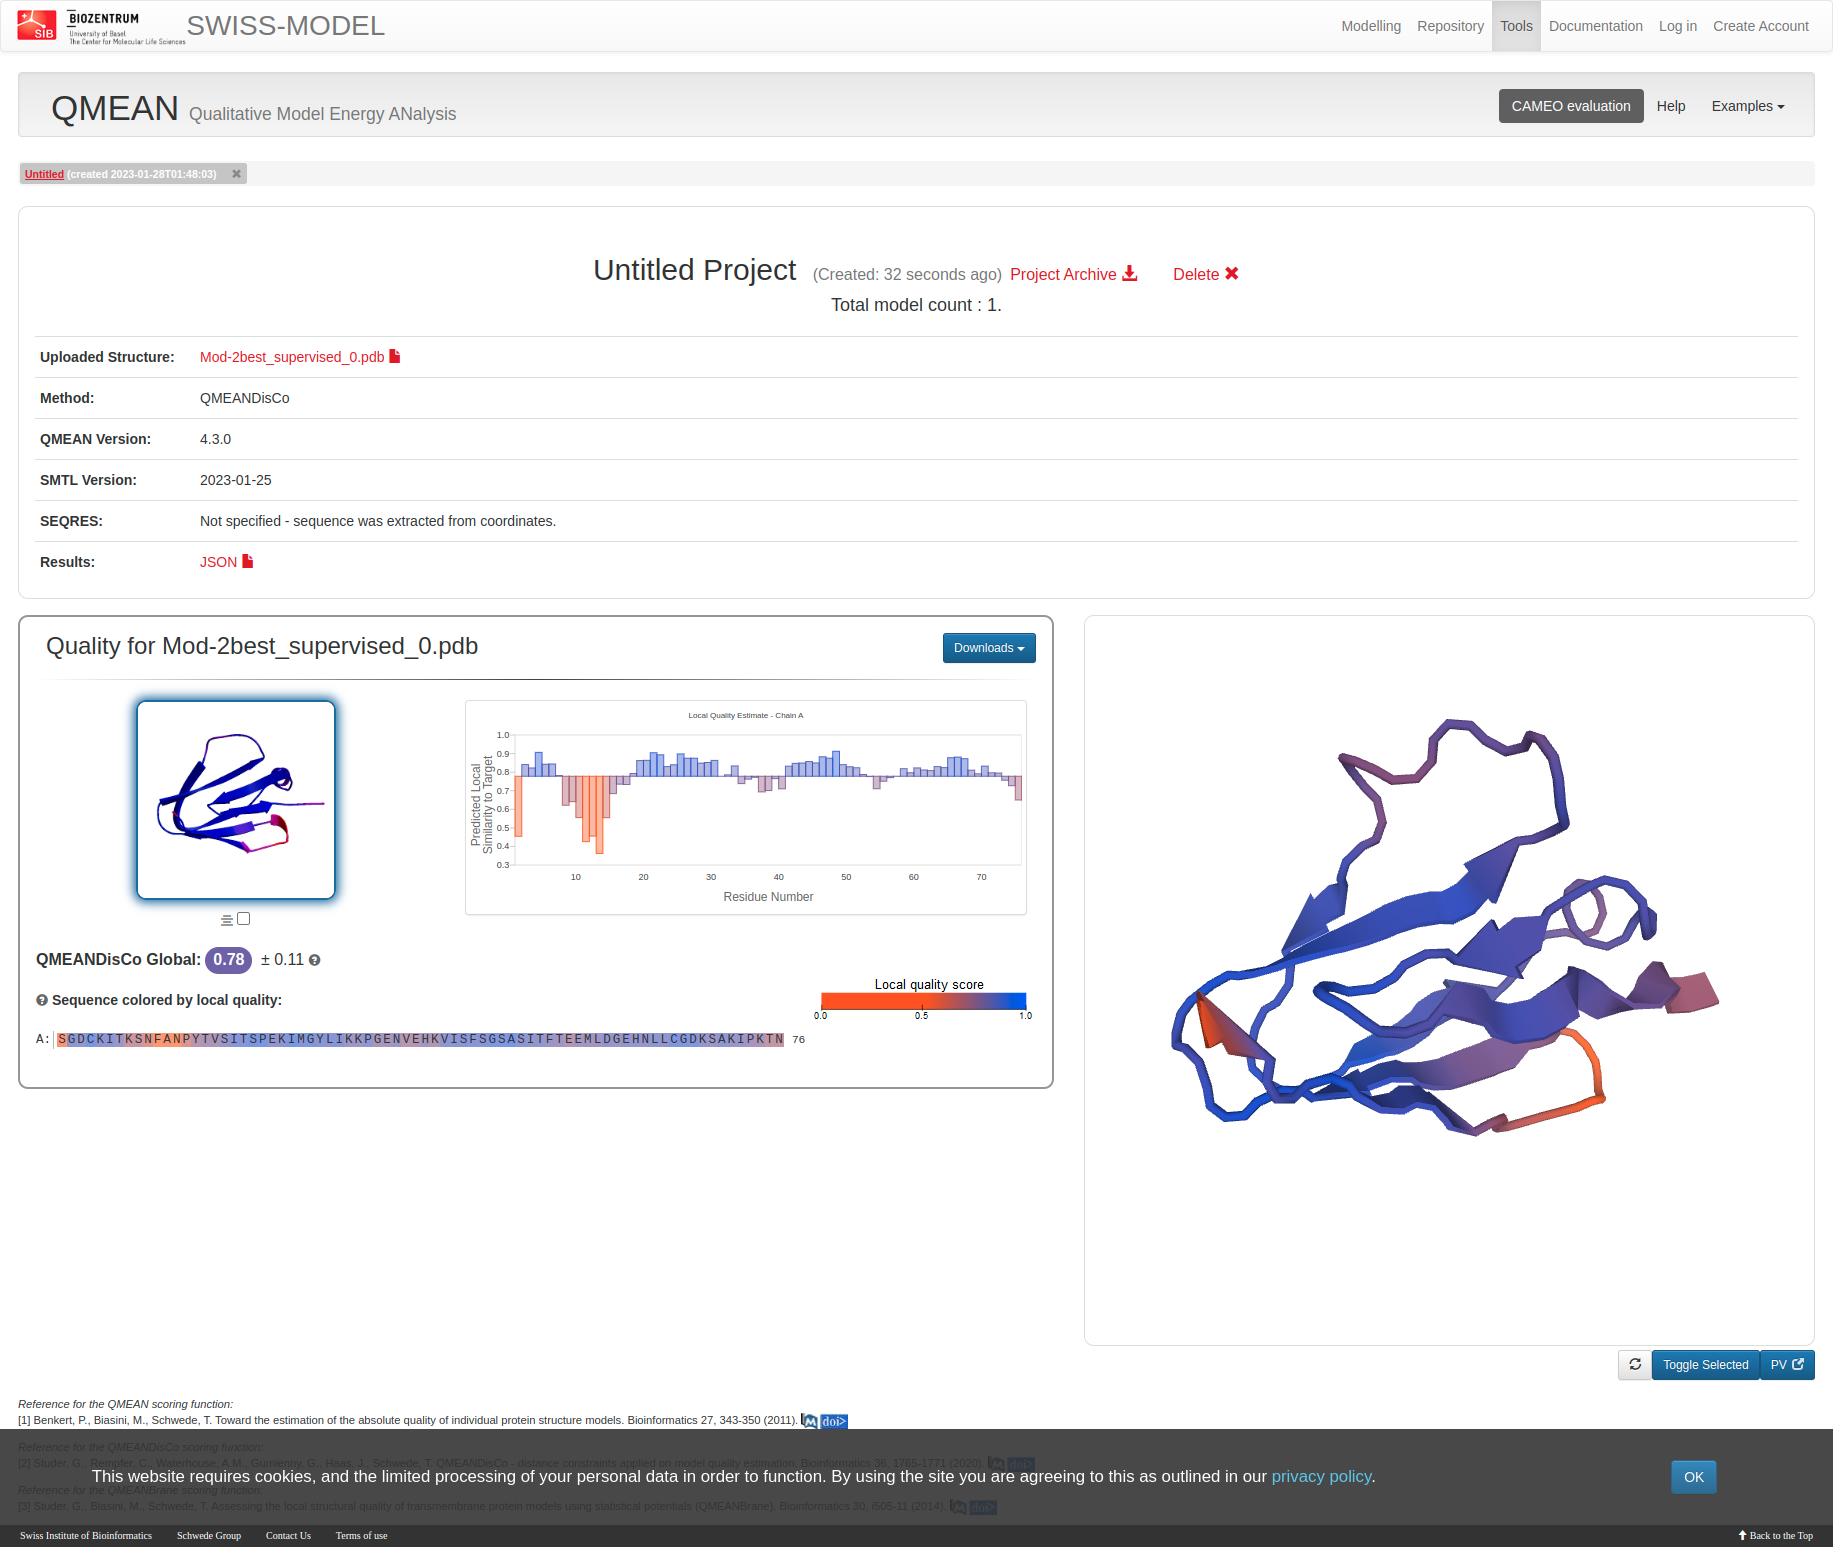 SIB
BIOZENTRUM
University of Basel
The Center for Molecular Life Sciences
SWISS-MODEL
Modelling Repository Tools Documentation Log in Create Account
QMEAN Qualitative Model Energy ANalysis
CAMEO evaluation Help Examples
Untitled (created 2023-01-28T01:48:03) ✖
Untitled Project (Created: 32 seconds ago) Project Archive Delete ✖
Total model count : 1.
Uploaded Structure: Mod-2best_supervised_0.pdb
Method: QMEANDisCo
QMEAN Version: 4.3.0
SMTL Version: 2023-01-25
SEQRES: Not specified - sequence was extracted from coordinates.
Results: JSON
Quality for Mod-2best_supervised_0.pdb
Downloads
Local Quality Estimate - Chain A
Predicted Local
Similarity to Target
1.0
0.9
0.8
0.7
0.6
0.5
0.4
0.3
10 20 30 40 50 60 70
Residue Number
QMEANDisCo Global: 0.78 ± 0.11
Sequence colored by local quality:
Local quality score
0.0 0.5 1.0
A: SGDCKITKSNFANPYTVSITSPEKIMGYLIKKPGENVEHKVISFSGSASITFTEEMLDGEHNLLCGDKSAKIPKTN 76
Toggle Selected
PV
Reference for the QMEAN scoring function:
[1] Benkert, P., Biasini, M., Schwede, T. Toward the estimation of the absolute quality of individual protein structure models. Bioinformatics 27, 343-350 (2011). M doi>
Reference for the QMEANDisCo scoring function:
[2] Studer, G., Rempfer, C., Waterhouse, A.M., Gumienny, G., Haas, J., Schwede, T. QMEANDisCo - distance constraints applied on model quality estimation. Bioinformatics 36, 1765-1771 (2020). M doi>
This website requires cookies, and the limited processing of your personal data in order to function. By using the site you are agreeing to this as outlined in our privacy policy.
OK
Reference for the QMEANBrane scoring function:
[3] Studer, G., Biasini, M., Schwede, T. Assessing the local structural quality of transmembrane protein models using statistical potentials (QMEANBrane). Bioinformatics 30, i505-11 (2014). M doi>
Swiss Institute of Bioinformatics Schwede Group Contact Us Terms of use
Back to the Top